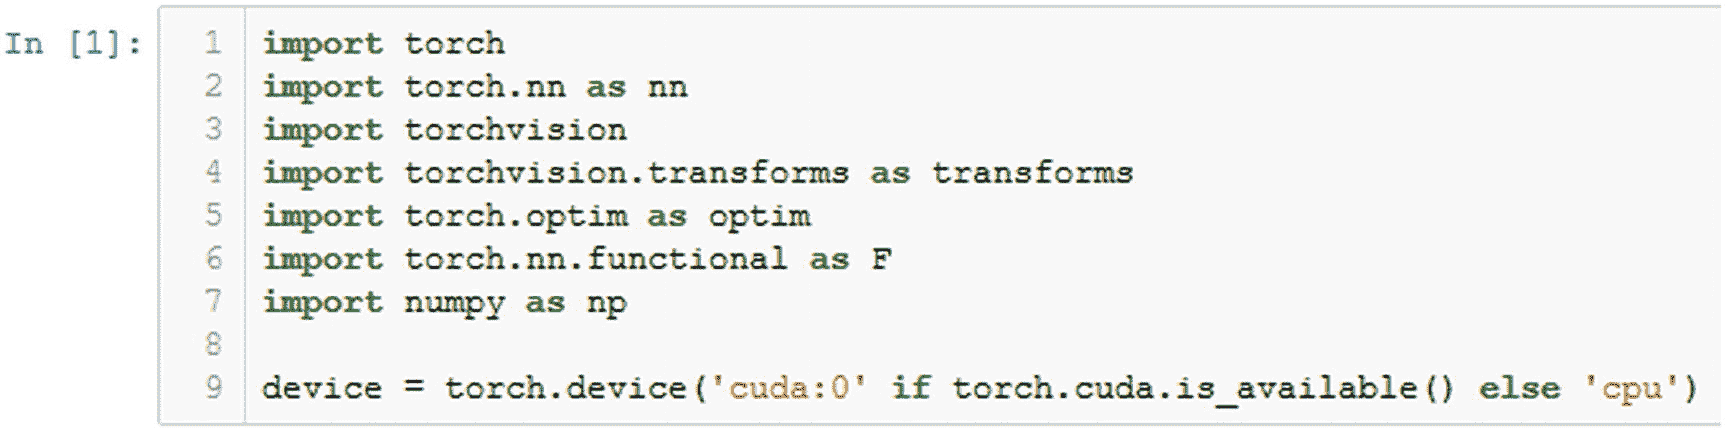 In [1]:
1 import torch
2 import torch.nn as nn
3 import torchvision
4 import torchvision.transforms as transforms
5 import torch.optim as optim
6 import torch.nn.functional as F
7 import numpy as np
8
9 device = torch.device('cuda:0' if torch.cuda.is_available() else 'cpu')